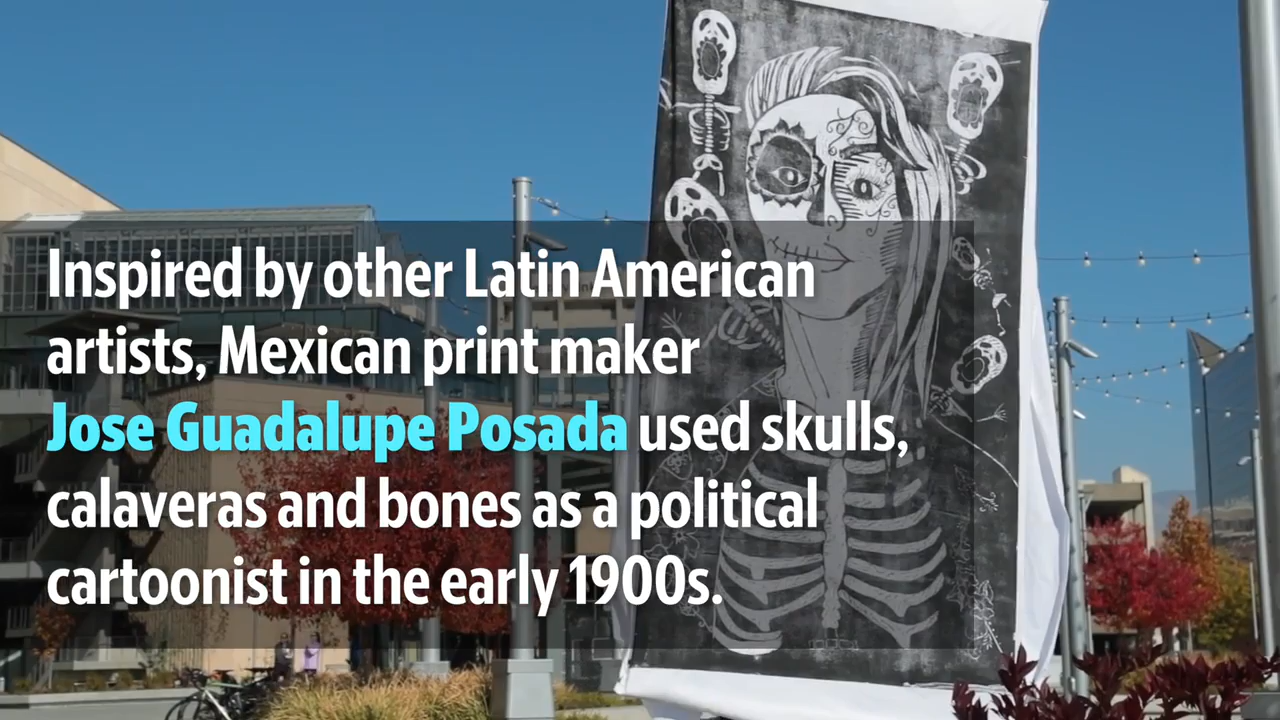 Inspired by other Latin American
artists, Mexican print maker
Jose Guadalupe Posada used skulls,
calaveras and bones as a political
cartoonist in the early 1900s.